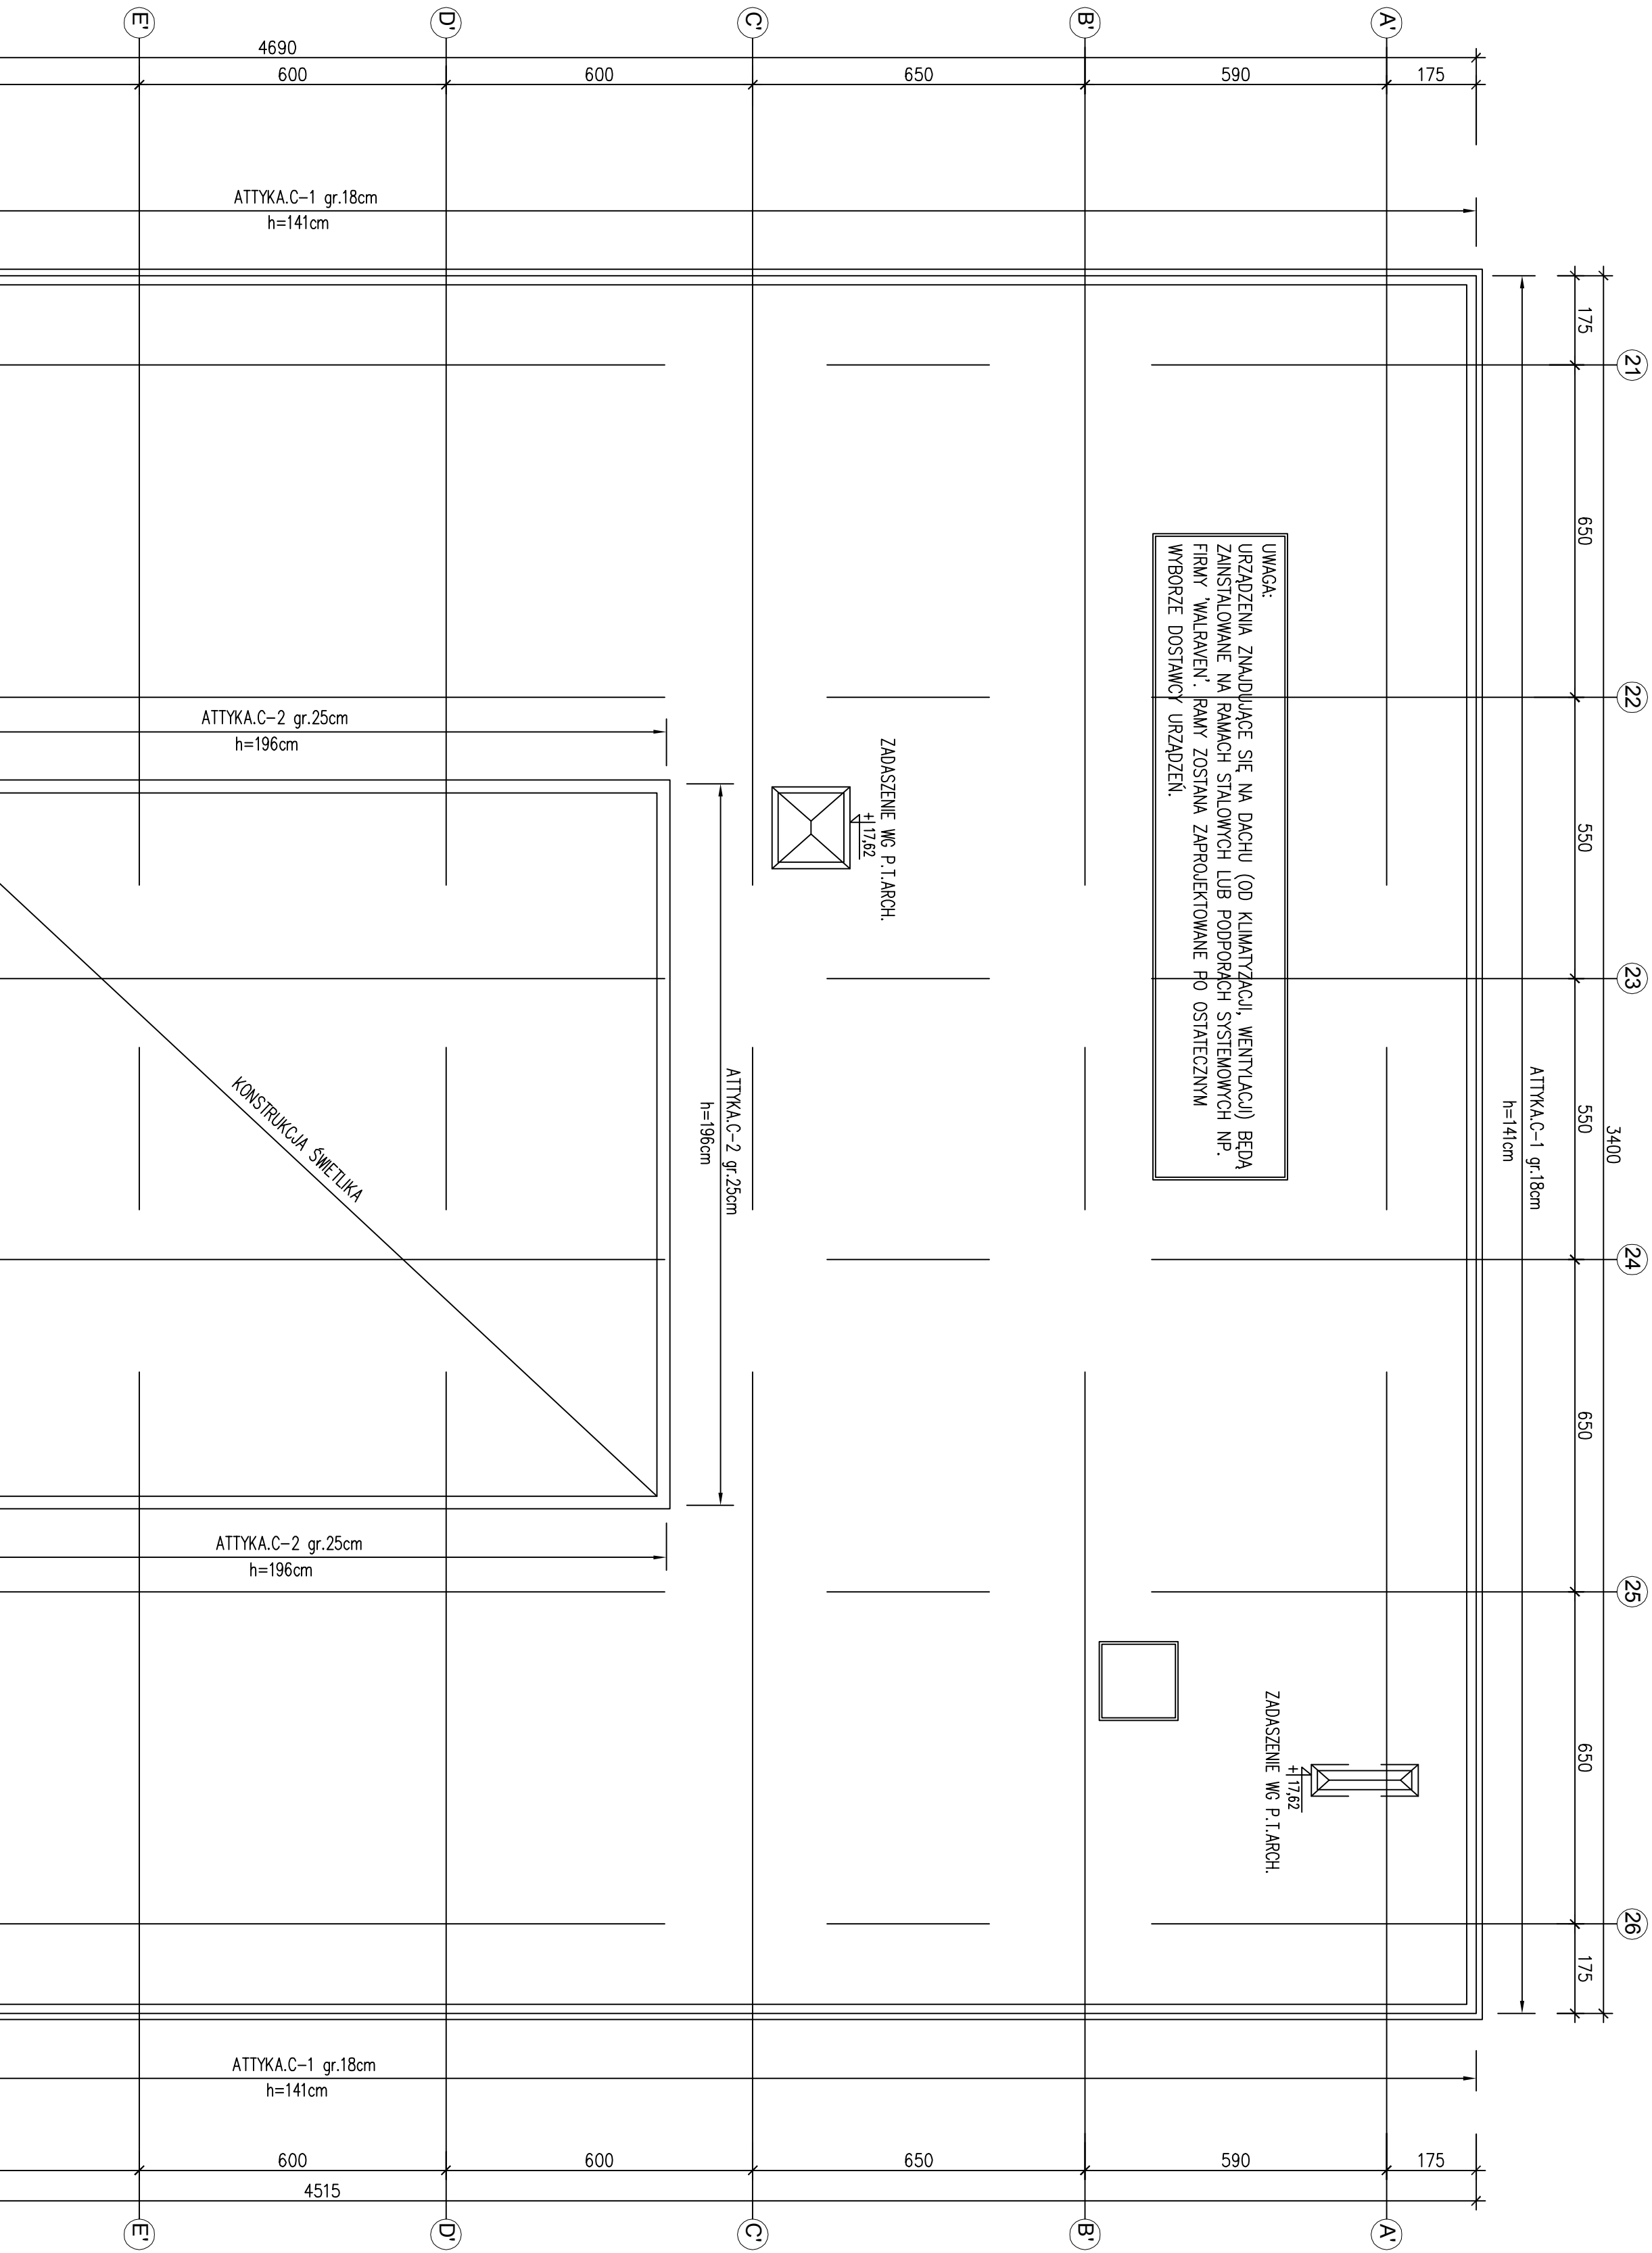 E'
D'
C'
B'
A'
4690
600
600
650
590
175
ATTYKA.C-1 gr.18cm
h=141cm
3400
175
650
550
550
650
650
175
21
22
23
24
25
26
ATTYKA.C-1 gr.18cm
h=141cm
UWAGA:
URZĄDZENIA ZNAJDUJĄCE SIĘ NA DACHU (OD KLIMATYZACJI, WENTYLACJI) BĘDĄ
ZAINSTALOWANE NA RAMACH STALOWYCH LUB PODPORACH SYSTEMOWYCH NP.
FIRMY 'WALRAVEN'. RAMY ZOSTANA ZAPROJEKTOWANE PO OSTATECZNYM
WYBORZE DOSTAWCY URZĄDZEŃ.
ZADASZENIE WG P.T.ARCH.
+17,62
ATTYKA.C-2 gr.25cm
h=196cm
ATTYKA.C-2 gr.25cm
h=196cm
KONSTRUKCJA ŚWIETLIKA
ATTYKA.C-2 gr.25cm
h=196cm
ZADASZENIE WG P.T.ARCH.
+17,62
ATTYKA.C-1 gr.18cm
h=141cm
600
600
650
590
175
4515
E'
D'
C'
B'
A'